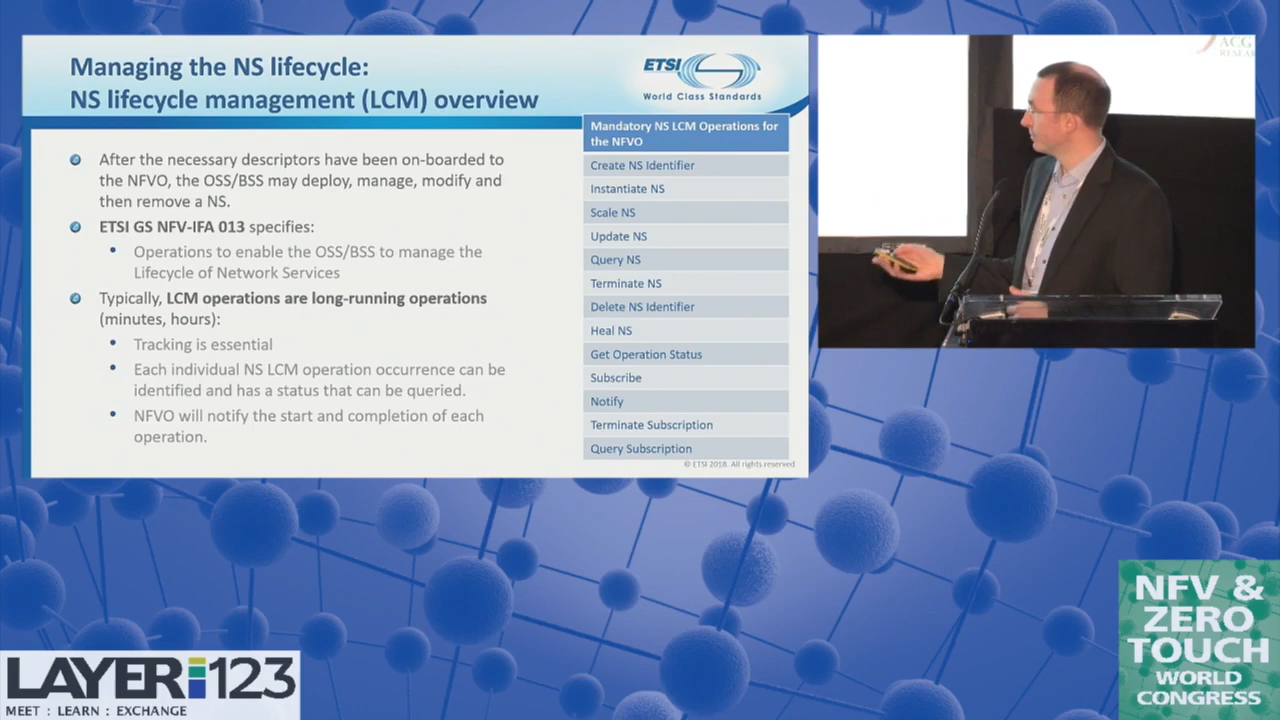 Managing the NS lifecycle:
NS lifecycle management (LCM) overview
ETSI
World Class Standards
After the necessary descriptors have been on-boarded to
the NFVO, the OSS/BSS may deploy, manage, modify and
then remove a NS.
ETSI GS NFV-IFA 013 specifies:
Operations to enable the OSS/BSS to manage the
Lifecycle of Network Services
Typically, LCM operations are long-running operations
(minutes, hours):
Tracking is essential
Each individual NS LCM operation occurrence can be
identified and has a status that can be queried.
NFVO will notify the start and completion of each
operation.
Mandatory NS LCM Operations for
the NFVO
Create NS Identifier
Instantiate NS
Scale NS
Update NS
Query NS
Terminate NS
Delete NS Identifier
Heal NS
Get Operation Status
Subscribe
Notify
Terminate Subscription
Query Subscription
© ETSI 2018. All rights reserved
ACG
LAYER123
MEET : LEARN : EXCHANGE
NFV &
ZERO
TOUCH
WORLD
CONGRESS